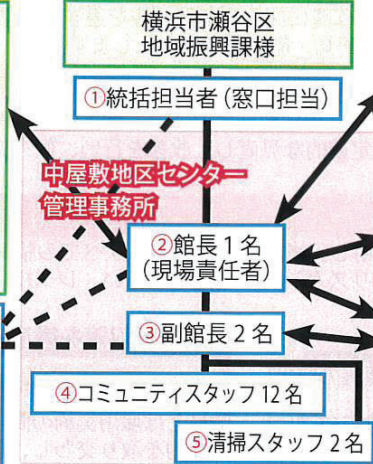 横浜市瀬谷区
地域振興課様
①統括担当者(窓口担当)
中屋敷地区センター
管理事務所
②館長1名
(現場責任者)
③副館長2名
④コミュニティスタッフ12名
⑤清掃スタッフ2名